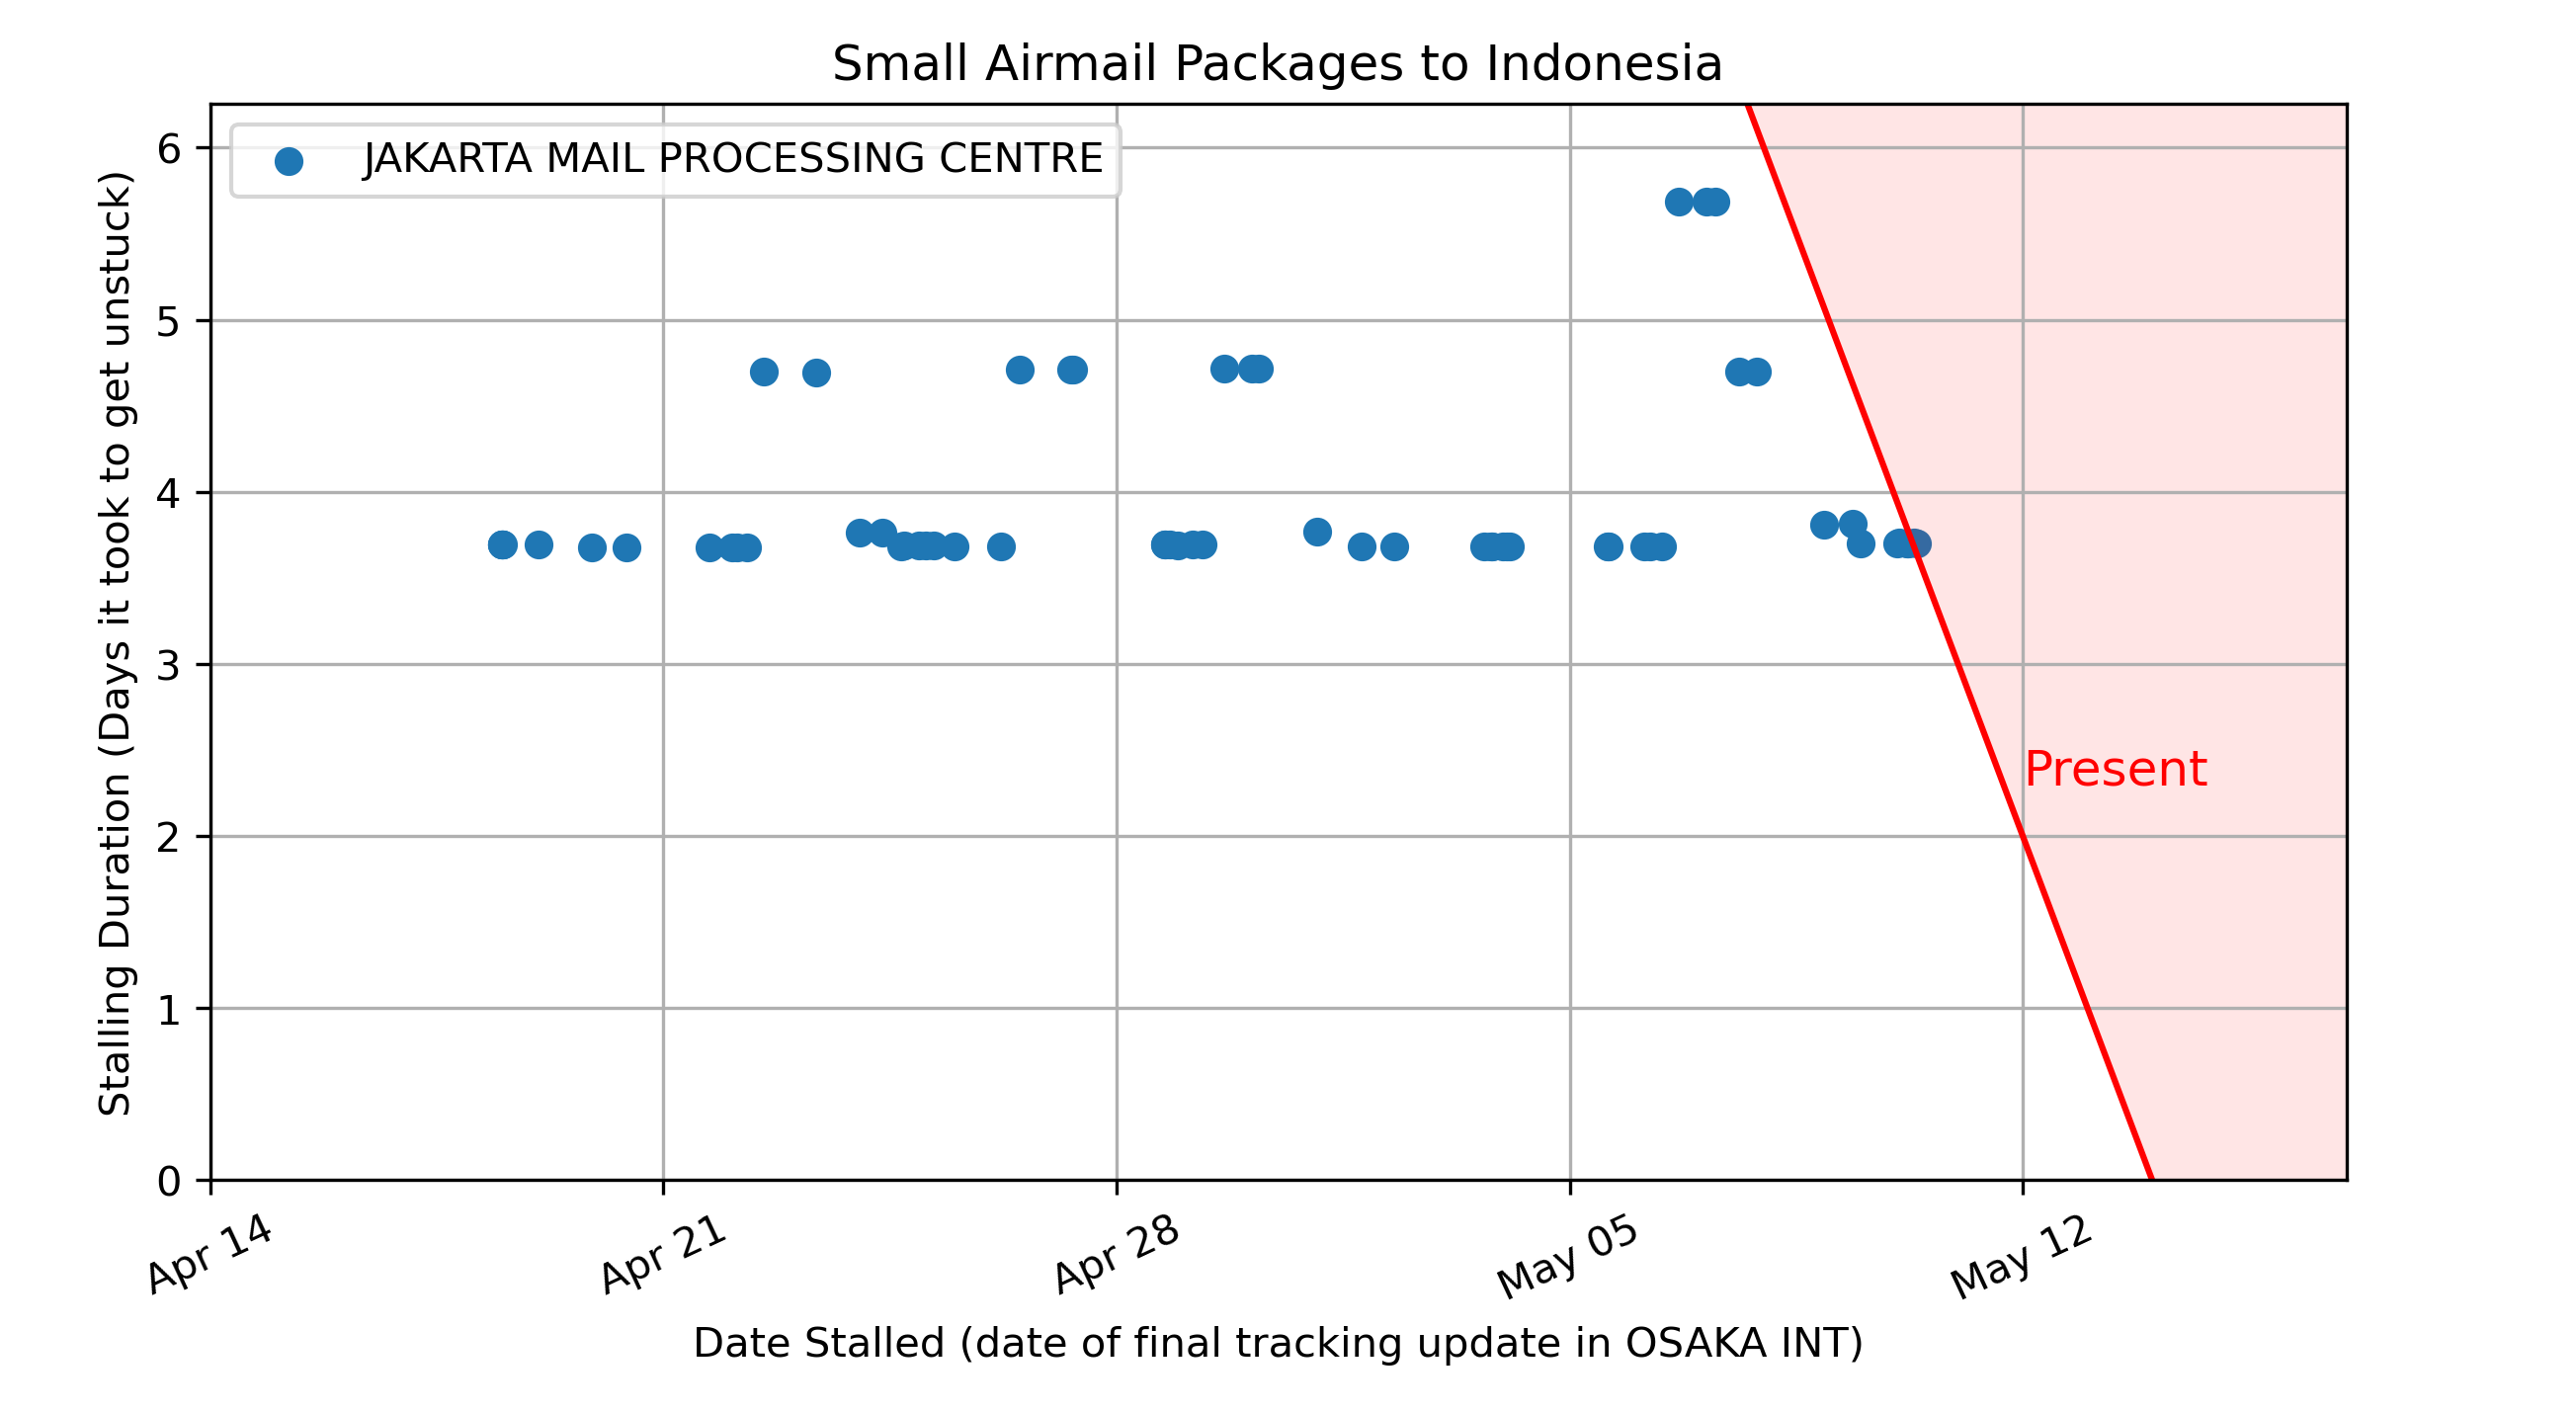 Small Airmail Packages to Indonesia
JAKARTA MAIL PROCESSING CENTRE
Stalling Duration (Days it took to get unstuck)
6
5
4
3
2
1
0
Present
Apr 14
Apr 21
Apr 28
May 05
May 12
Date Stalled (date of final tracking update in OSAKA INT)